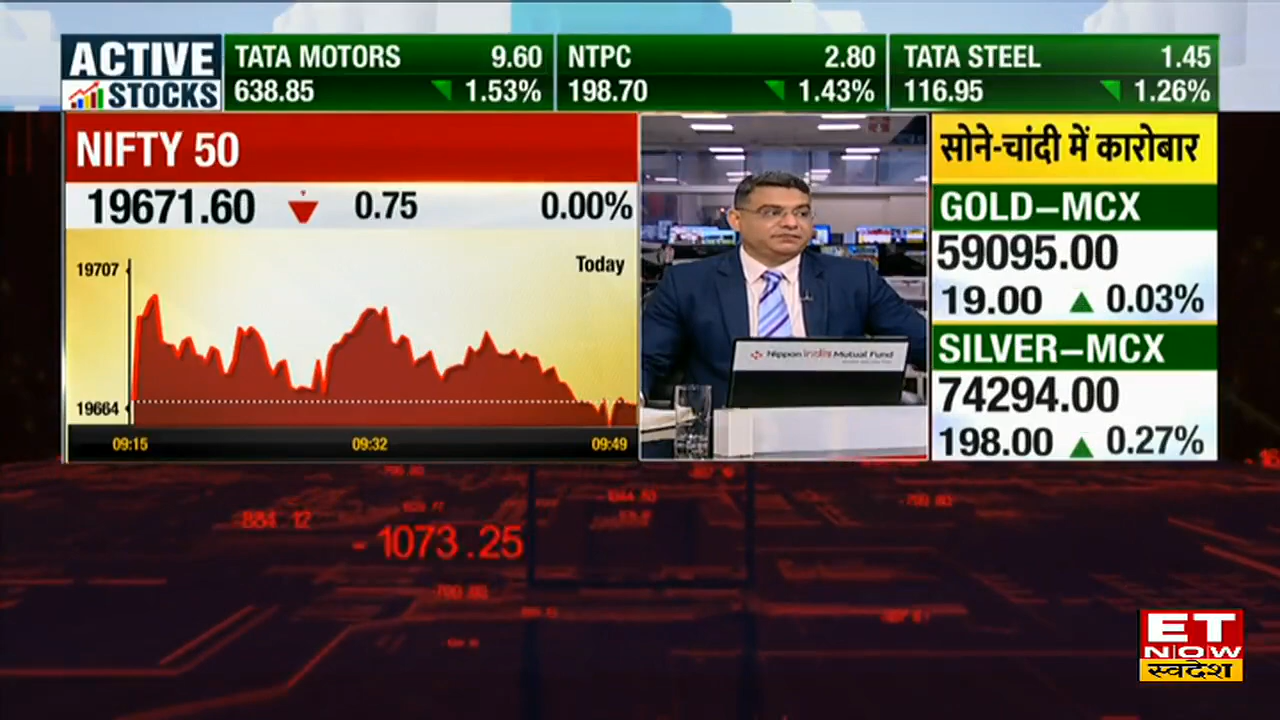 ACTIVE
STOCKS
TATA MOTORS 9.60
638.85 1.53%
NTPC 2.80
198.70 1.43%
TATA STEEL 1.45
116.95 1.26%
NIFTY 50
19671.60 0.75 0.00%
Today
19707
19664
09:15 09:32 09:49
Nippon india Mutual Fund
सोने-चांदी में कारोबार
GOLD–MCX
59095.00
19.00 0.03%
SILVER–MCX
74294.00
198.00 0.27%
884 12
- 1073.25
ET
NOW
स्वदेश